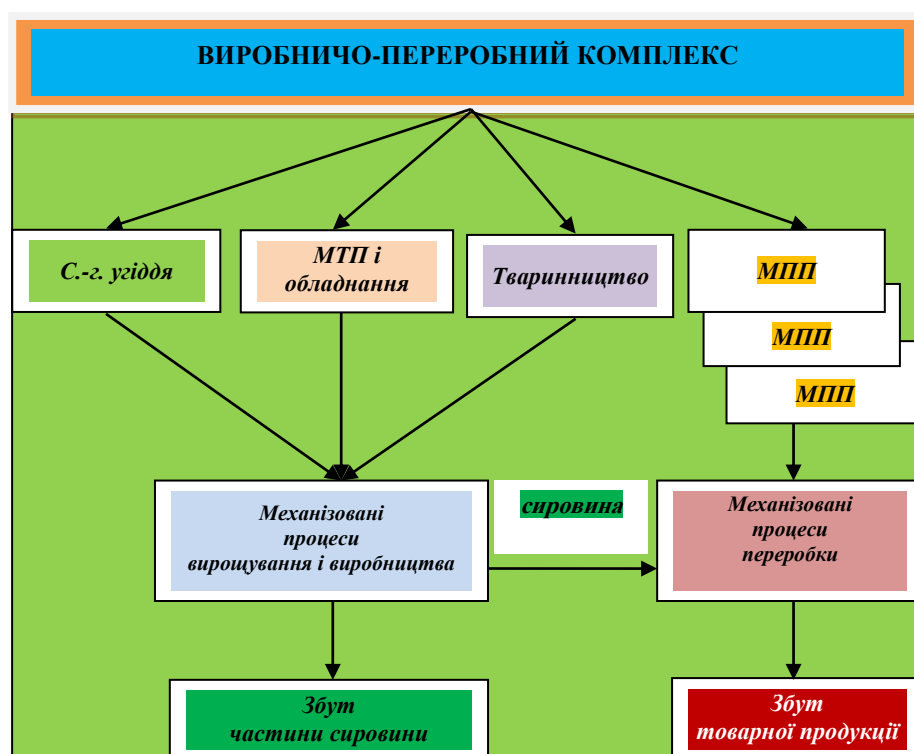 ВИРОБНИЧО-ПЕРЕРОБНИЙ КОМПЛЕКС
С.-г. угіддя
МТП і
обладнання
Тваринництво
МПП
МПП
МПП
Механізовані
процеси
вирощування і виробництва
сировина
Механізовані
процеси
переробки
Збут
частини сировини
Збут
товарної продукції